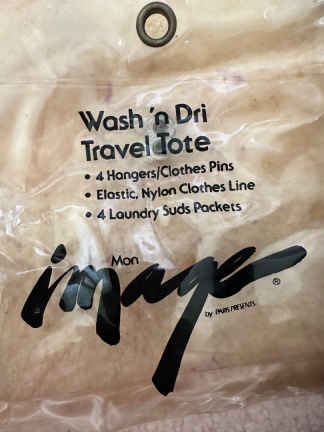 Wash 'n Dri
Travel Tote
• 4 Hangers/Clothes Pins
• Elastic, Nylon Clothes Line
• 4 Laundry Suds Packets
Mon
image®
by PARIS PRESENTS